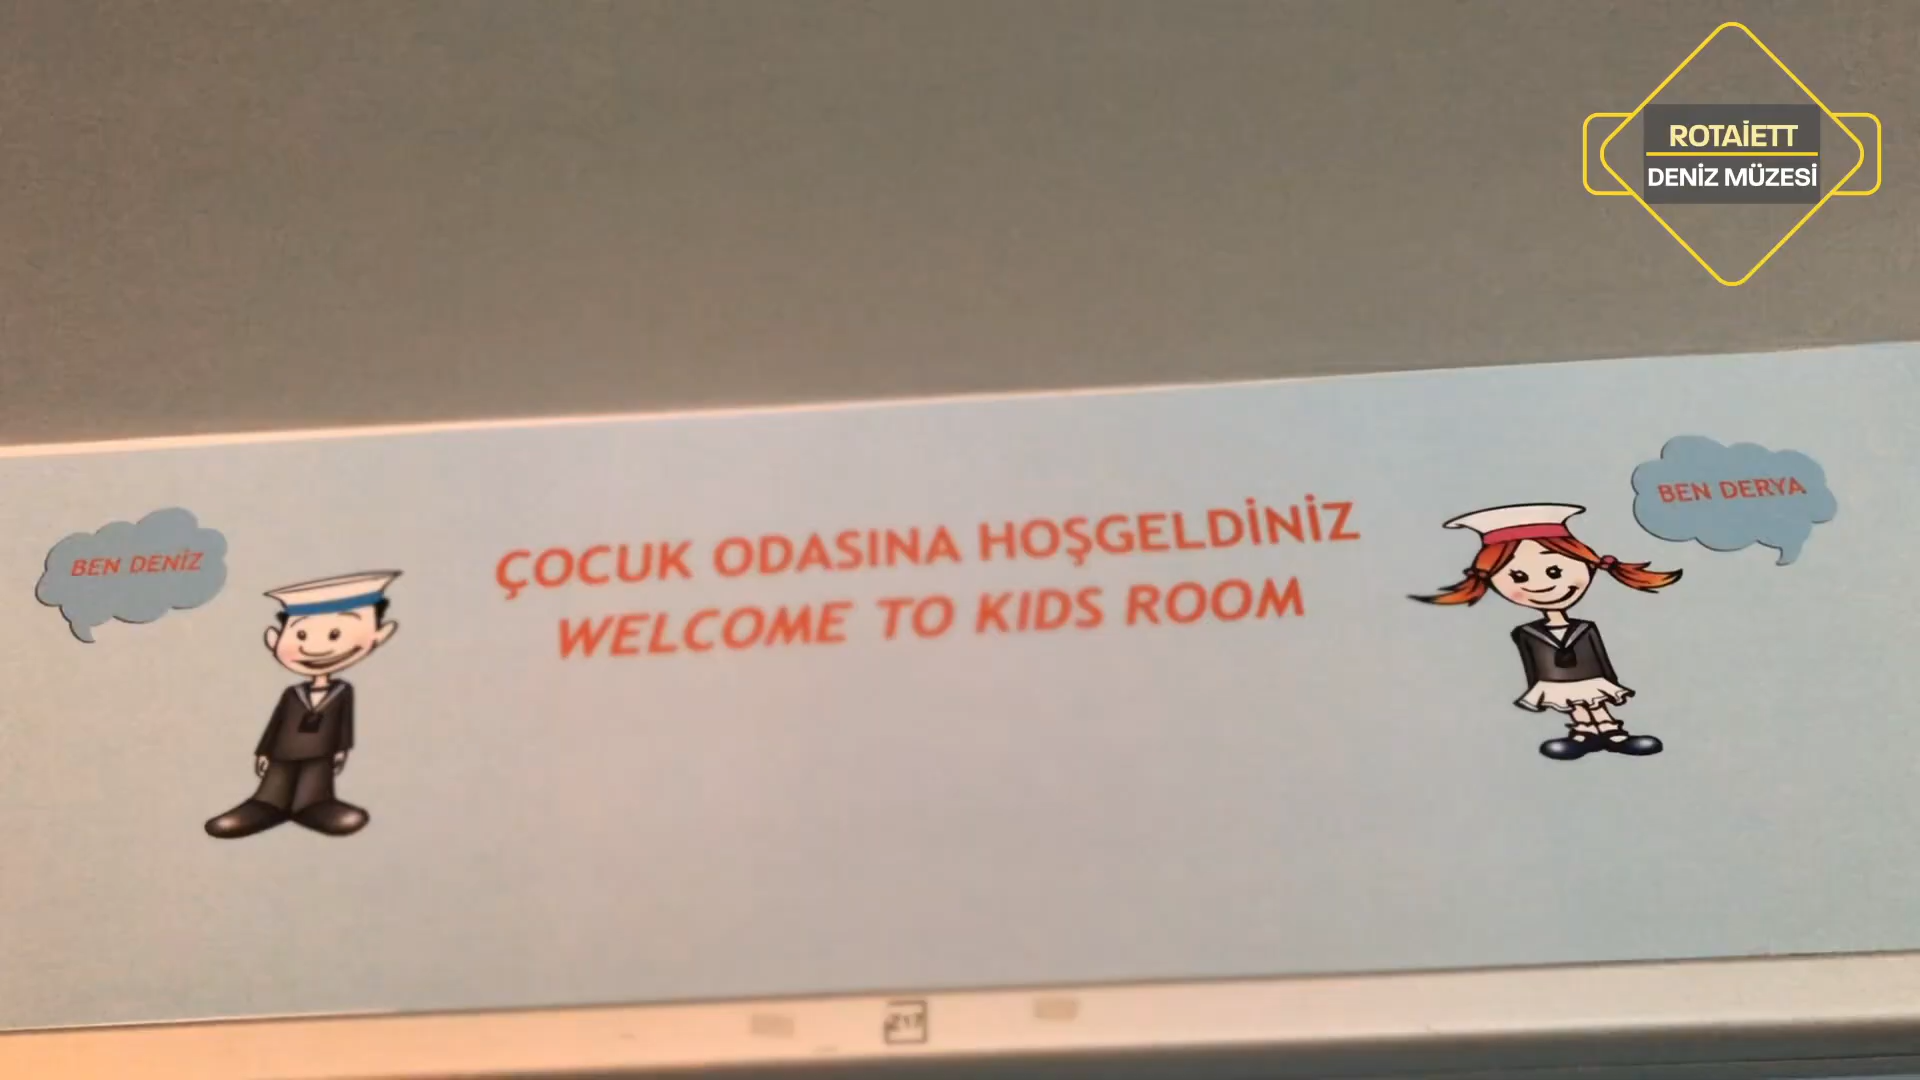 ROTAİETT
DENİZ MÜZESİ
BEN DENİZ
ÇOCUK ODASINA HOŞGELDİNİZ
WELCOME TO KIDS ROOM
BEN DERYA